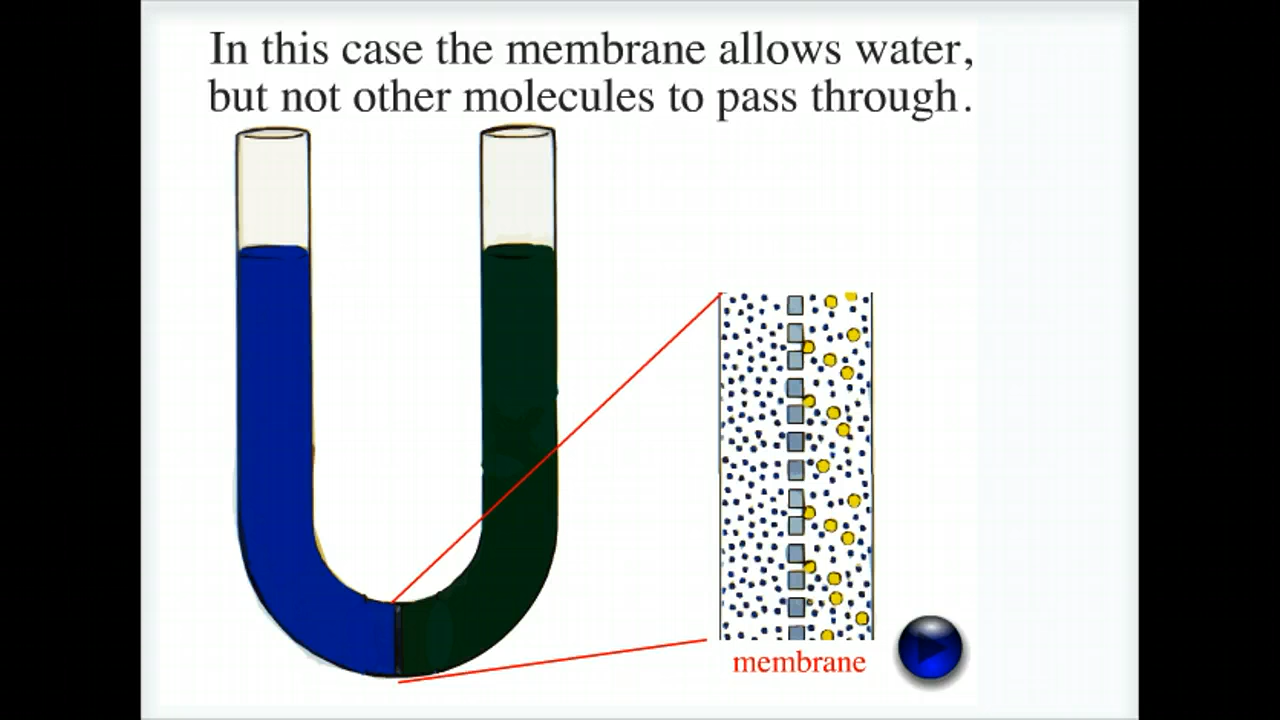 In this case the membrane allows water,
but not other molecules to pass through.
membrane